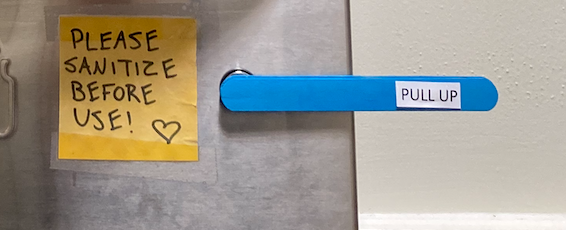 PLEASE
SANITIZE
BEFORE
USE! ♡
PULL UP